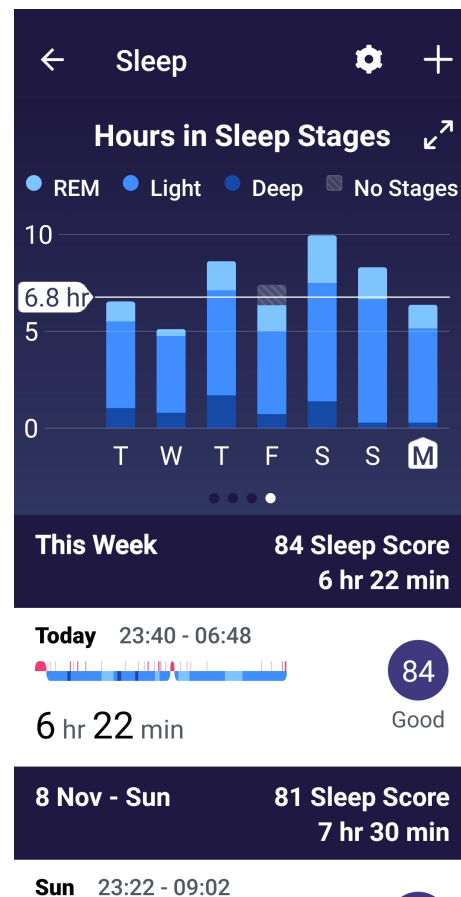 Sleep
Hours in Sleep Stages
REM Light Deep No Stages
10
6.8 hr
5
0
T W T F S S M
This Week 84 Sleep Score
6 hr 22 min
Today 23:40 - 06:48
84
Good
6 hr 22 min
8 Nov - Sun 81 Sleep Score
7 hr 30 min
Sun 23:22 - 09:02